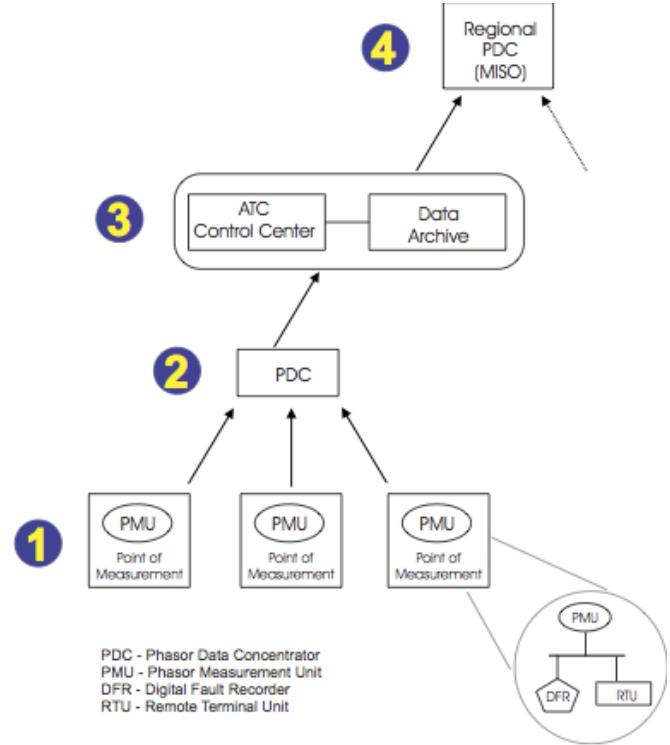 4
Regional
PDC
(MISO)
3
ATC
Control Center
Data
Archive
2
PDC
1
PMU
Point of
Measurement
PMU
Point of
Measurement
PMU
Point of
Measurement
PMU
DFR
RTU
PDC - Phasor Data Concentrator
PMU - Phasor Measurement Unit
DFR - Digital Fault Recorder
RTU - Remote Terminal Unit